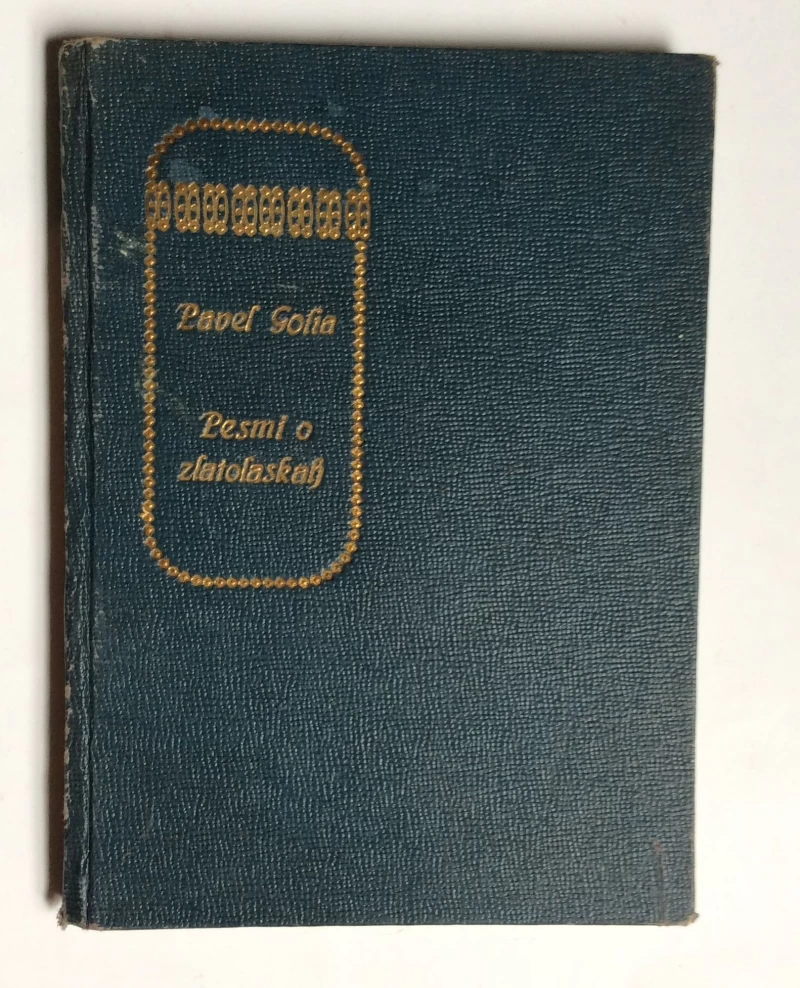 Pavel Golia
Pesmi o
zlatolaskah